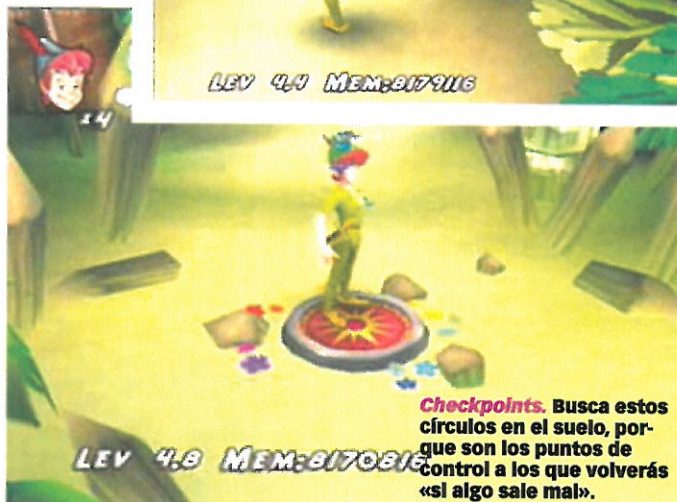 LEV 4.4 MEM:8179116
x4
Checkpoints. Busca estos
círculos en el suelo, por-
que son los puntos de
control a los que volverás
«si algo sale mal».
LEV 4.8 MEM:8170816